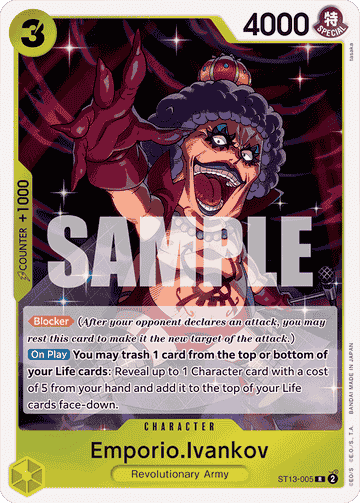 3
4000
特
SPECIAL
tasaka
COUNTER +1000
SAMPLE
Blocker (After your opponent declares an attack, you may
rest this card to make it the new target of the attack.)
On Play You may trash 1 card from the top or bottom of
your Life cards: Reveal up to 1 Character card with a cost
of 5 from your hand and add it to the top of your Life
cards face-down.
CHARACTER
Emporio.Ivankov
Revolutionary Army
ST13-005 R 2
©E.O./S. ©E.O./S., T.A. BANDAI MADE IN JAPAN